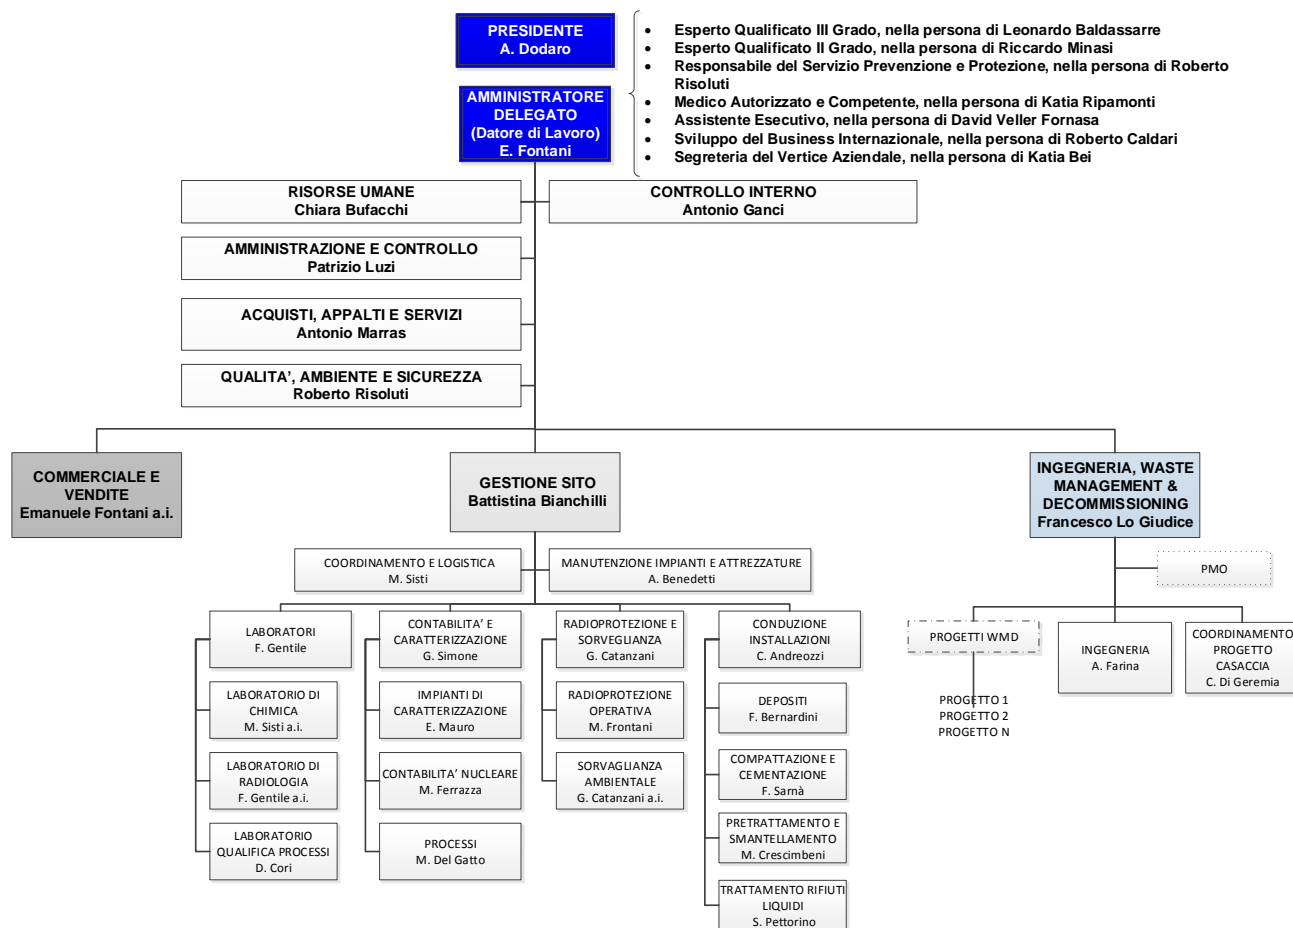 PRESIDENTE
A. Dodaro
AMMINISTRATORE
DELEGATO
(Datore di Lavoro)
E. Fontani
• Esperto Qualificato III Grado, nella persona di Leonardo Baldassarre
• Esperto Qualificato II Grado, nella persona di Riccardo Minasi
• Responsabile del Servizio Prevenzione e Protezione, nella persona di Roberto
Risoluti
• Medico Autorizzato e Competente, nella persona di Katia Ripamonti
• Assistente Esecutivo, nella persona di David Veller Fornasa
• Sviluppo del Business Internazionale, nella persona di Roberto Caldari
• Segreteria del Vertice Aziendale, nella persona di Katia Bei
RISORSE UMANE
Chiara Bufacchi
CONTROLLO INTERNO
Antonio Ganci
AMMINISTRAZIONE E CONTROLLO
Patrizio Luzi
ACQUISTI, APPALTI E SERVIZI
Antonio Marras
QUALITA’, AMBIENTE E SICUREZZA
Roberto Risoluti
COMMERCIALE E
VENDITE
Emanuele Fontani a.i.
GESTIONE SITO
Battistina Bianchilli
INGEGNERIA, WASTE
MANAGEMENT &
DECOMMISSIONING
Francesco Lo Giudice
COORDINAMENTO E LOGISTICA
M. Sisti
MANUTENZIONE IMPIANTI E ATTREZZATURE
A. Benedetti
PMO
LABORATORI
F. Gentile
LABORATORIO DI
CHIMICA
M. Sisti a.i.
LABORATORIO DI
RADIOLOGIA
F. Gentile a.i.
LABORATORIO
QUALIFICA PROCESSI
D. Cori
CONTABILITA’ E
CARATTERIZZAZIONE
G. Simone
IMPIANTI DI
CARATTERIZZAZIONE
E. Mauro
CONTABILITA’ NUCLEARE
M. Ferrazza
PROCESSI
M. Del Gatto
RADIOPROTEZIONE E
SORVEGLIANZA
G. Catanzani
RADIOPROTEZIONE
OPERATIVA
M. Frontani
SORVAGLIANZA
AMBIENTALE
G. Catanzani a.i.
CONDUZIONE
INSTALLAZIONI
C. Andreozzi
DEPOSITI
F. Bernardini
COMPATTAZIONE E
CEMENTAZIONE
F. Sarnà
PRETRATTAMENTO E
SMANTELLAMENTO
M. Crescimbeni
TRATTAMENTO RIFIUTI
LIQUIDI
S. Pettorino
PROGETTI WMD
PROGETTO 1
PROGETTO 2
PROGETTO N
INGEGNERIA
A. Farina
COORDINAMENTO
PROGETTO
CASACCIA
C. Di Geremia